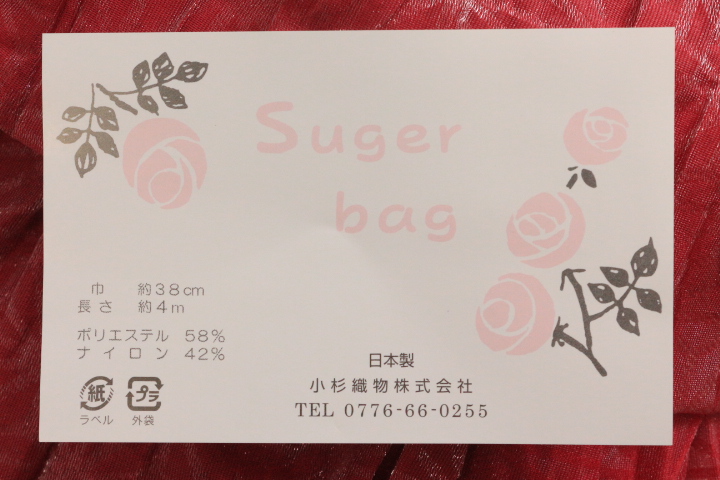 Suger
bag
巾 約38cm
長さ 約4m
ポリエステル 58%
ナイロン 42%
紙
ラベル
プラ
外袋
日本製
小杉織物株式会社
TEL 0776-66-0255